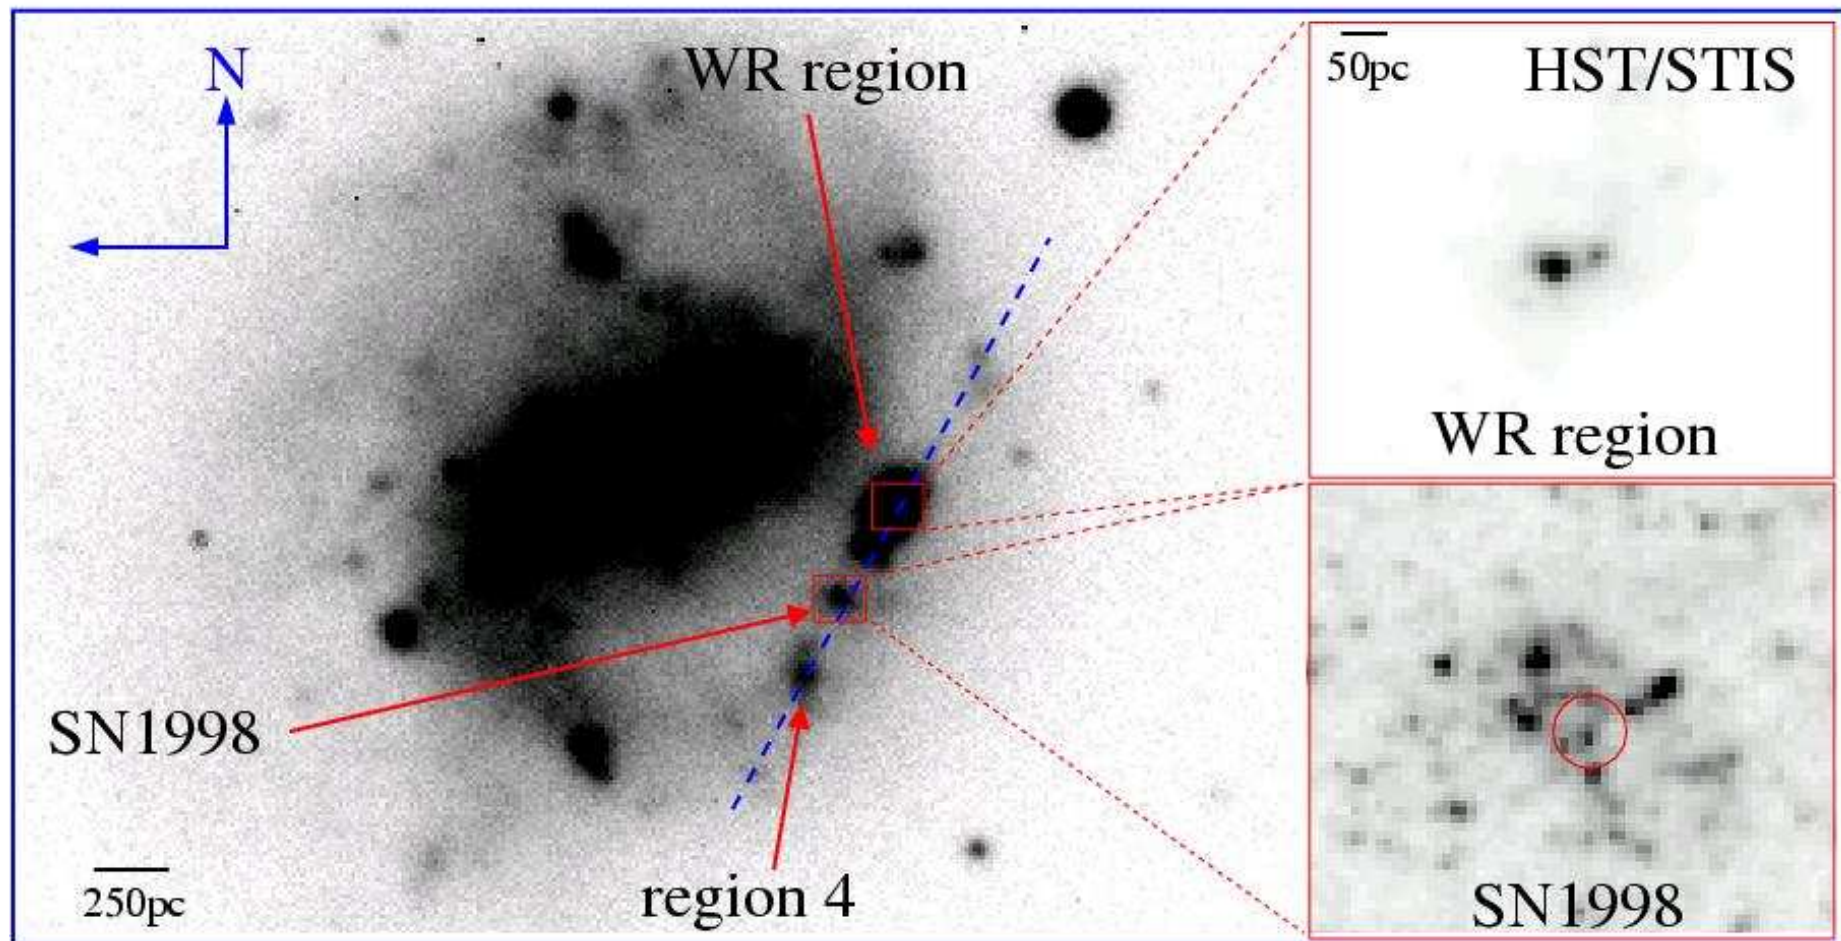 N
WR region
SN1998
250pc
region 4
50pc
HST/STIS
WR region
SN1998